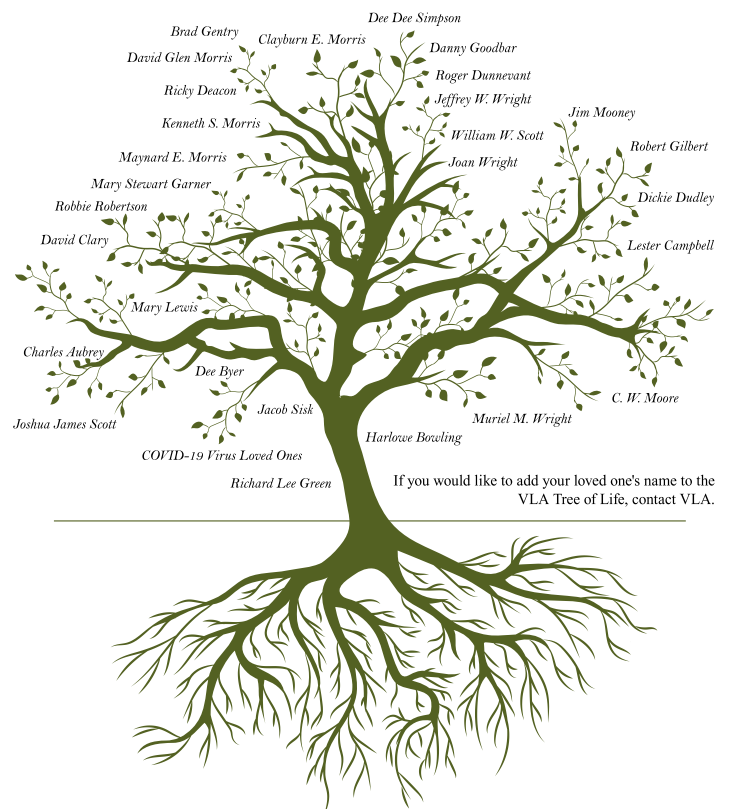 Dee Dee Simpson
Brad Gentry
Clayburn E. Morris
Danny Goodbar
David Glen Morris
Roger Dunnevant
Ricky Deacon
Jeffrey W. Wright
Jim Mooney
Kenneth S. Morris
William W. Scott
Robert Gilbert
Maynard E. Morris
Joan Wright
Mary Stewart Garner
Dickie Dudley
Robbie Robertson
David Clary
Lester Campbell
Mary Lewis
Charles Aubrey
Dee Byer
C. W. Moore
Jacob Sisk
Muriel M. Wright
Joshua James Scott
Harlowe Bowling
COVID-19 Virus Loved Ones
Richard Lee Green
If you would like to add your loved one's name to the
VLA Tree of Life, contact VLA.